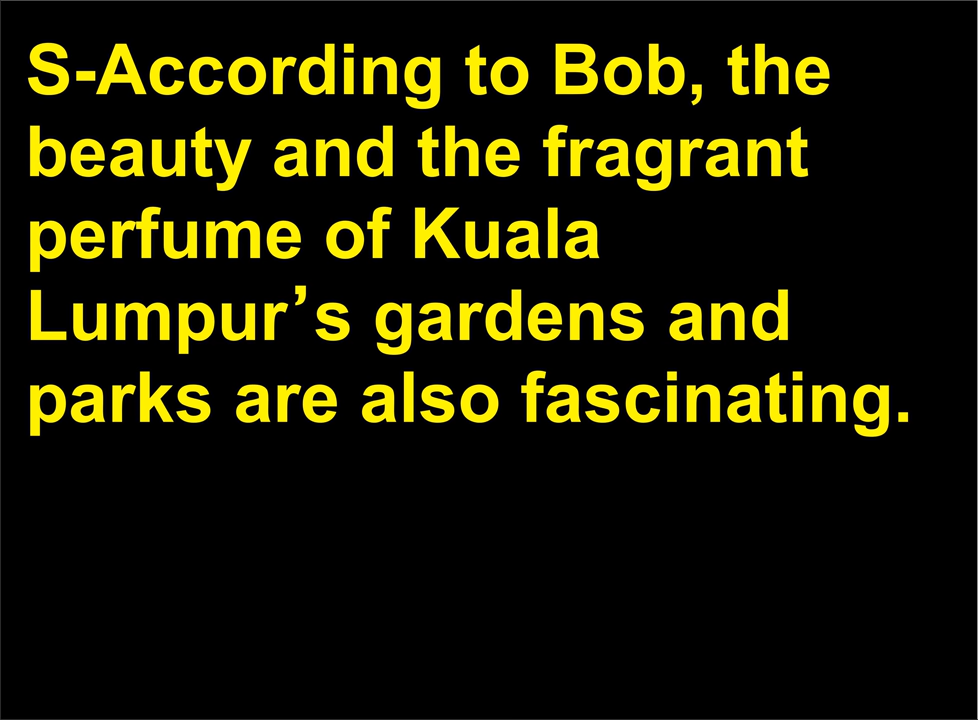 S-According to Bob, the
beauty and the fragrant
perfume of Kuala
Lumpur’s gardens and
parks are also fascinating.